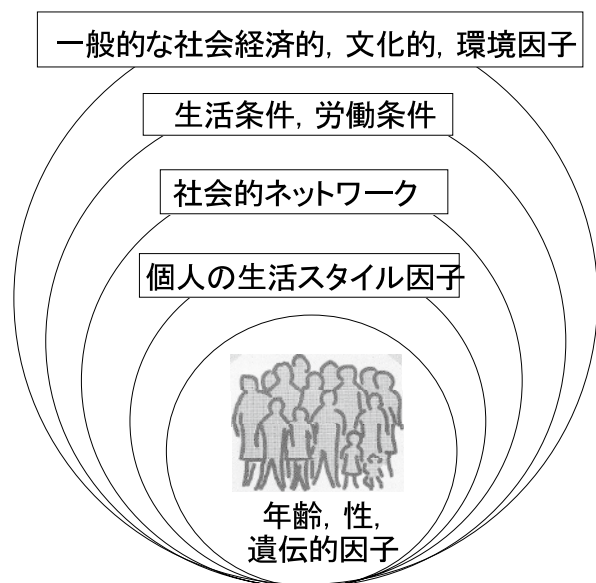 一般的な社会経済的, 文化的, 環境因子
生活条件, 労働条件
社会的ネットワーク
個人の生活スタイル因子
年齢, 性,
遺伝的因子